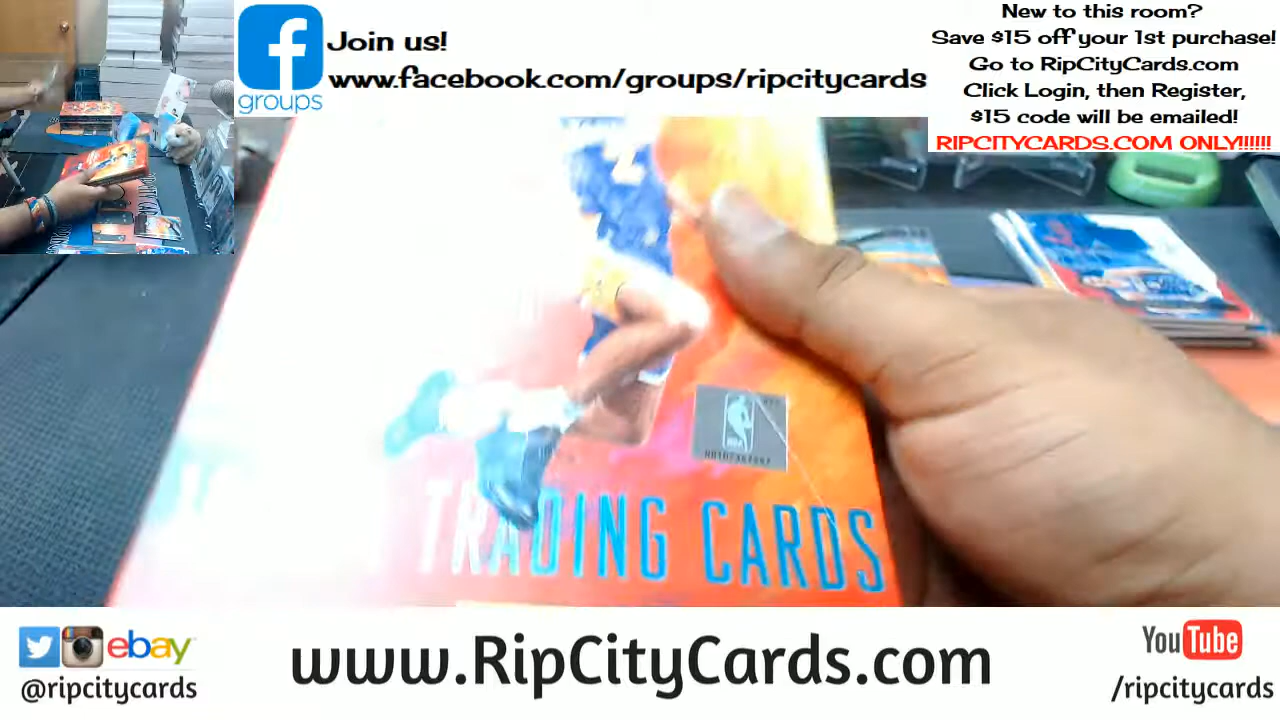 Join us!
www.facebook.com/groups/ripcitycards
groups
New to this room?
Save $15 off your 1st purchase!
Go to RipCityCards.com
Click Login, then Register,
$15 code will be emailed!
RIPCITYCARDS.COM ONLY!!!!!!
NBA
TRADING CARDS
ebay
@ripcitycards
www.RipCityCards.com
YouTube
/ripcitycards